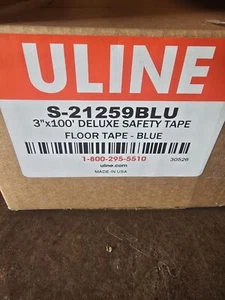 ULINE
S-21259BLU
3"x100' DELUXE SAFETY TAPE
FLOOR TAPE - BLUE
1-800-295-5510
uline.com
30526
MADE IN USA